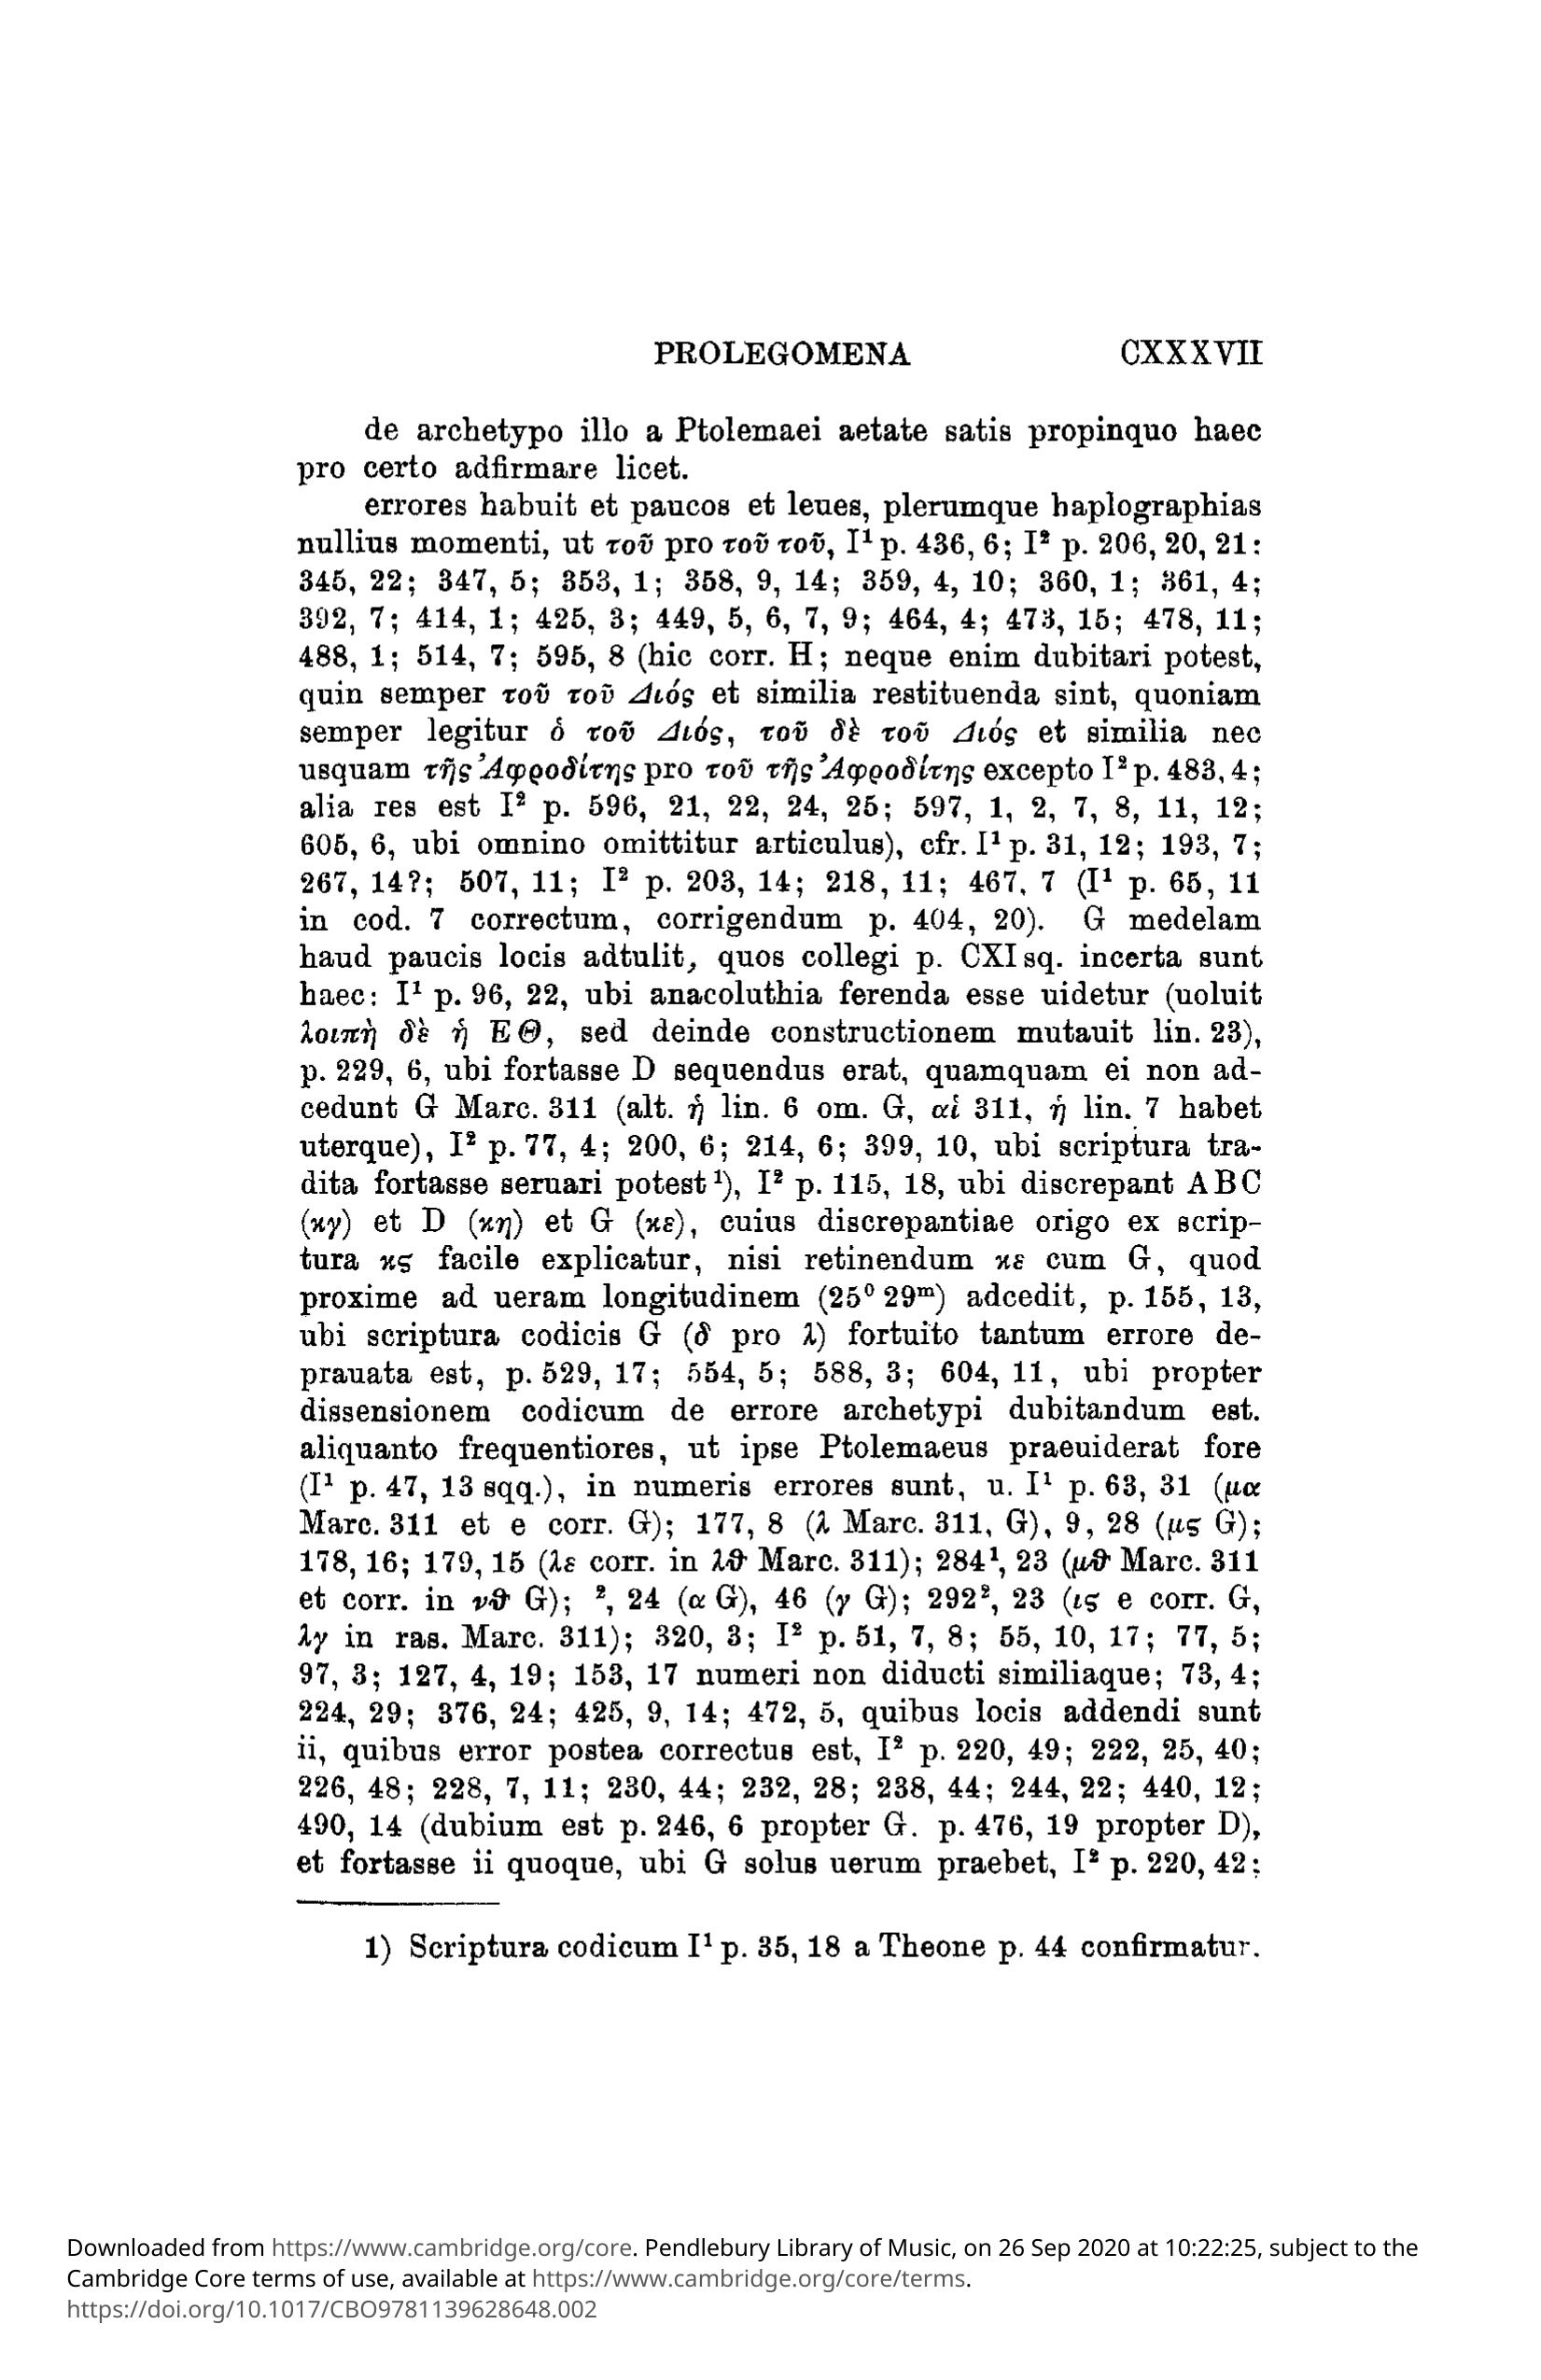 PROLEGOMENA CXXXVII
de archetypo illo a Ptolemaei aetate satis propinquo haec
pro certo adfirmare licet.
errores habuit et paucos et leues, plerumque haplographias
nullius momenti, ut τοῦ pro τοῦ τοῦ, I¹ p. 436, 6; I² p. 206, 20, 21:
345, 22; 347, 5; 353, 1; 358, 9, 14; 359, 4, 10; 360, 1; 361, 4;
392, 7; 414, 1; 425, 3; 449, 5, 6, 7, 9; 464, 4; 473, 15; 478, 11;
488, 1; 514, 7; 595, 8 (hic corr. H; neque enim dubitari potest,
quin semper τοῦ τοῦ Διός et similia restituenda sint, quoniam
semper legitur ὁ τοῦ Διός, τοῦ δὲ τοῦ Διός et similia nec
usquam τῆς Ἀφροδίτης pro τοῦ τῆς Ἀφροδίτης excepto I² p. 483, 4;
alia res est I² p. 596, 21, 22, 24, 25; 597, 1, 2, 7, 8, 11, 12;
605, 6, ubi omnino omittitur articulus), cfr. I¹ p. 31, 12; 193, 7;
267, 14?; 507, 11; I² p. 203, 14; 218, 11; 467, 7 (I¹ p. 65, 11
in cod. 7 correctum, corrigendum p. 404, 20). G medelam
haud paucis locis adtulit, quos collegi p. CXI sq. incerta sunt
haec: I¹ p. 96, 22, ubi anacoluthia ferenda esse uidetur (uoluit
λοιπὴ δὲ ἡ ΕΘ, sed deinde constructionem mutauit lin. 23),
p. 229, 6, ubi fortasse D sequendus erat, quamquam ei non ad-
cedunt G Marc. 311 (alt. ἡ lin. 6 om. G, αἱ 311, ἡ lin. 7 habet
uterque), I² p. 77, 4; 200, 6; 214, 6; 399, 10, ubi scriptura tra-
dita fortasse seruari potest¹), I² p. 115, 18, ubi discrepant ABC
(κγ) et D (κη) et G (κε), cuius discrepantiae origo ex scrip-
tura κϛ facile explicatur, nisi retinendum κε cum G, quod
proxime ad ueram longitudinem (25⁰ 29ᵐ) adcedit, p. 155, 13,
ubi scriptura codicis G (δ pro λ) fortuito tantum errore de-
prauata est, p. 529, 17; 554, 5; 588, 3; 604, 11, ubi propter
dissensionem codicum de errore archetypi dubitandum est.
aliquanto frequentiores, ut ipse Ptolemaeus praeuiderat fore
(I¹ p. 47, 13 sqq.), in numeris errores sunt, u. I¹ p. 63, 31 (μα
Marc. 311 et e corr. G); 177, 8 (λ Marc. 311, G), 9, 28 (μϛ G);
178, 16; 179, 15 (λε corr. in λϑ Marc. 311); 284¹, 23 (μϑ Marc. 311
et corr. in νϑ G); ², 24 (α G), 46 (γ G); 292², 23 (ιϛ e corr. G,
λγ in ras. Marc. 311); 320, 3; I² p. 51, 7, 8; 55, 10, 17; 77, 5;
97, 3; 127, 4, 19; 153, 17 numeri non diducti similiaque; 73, 4;
224, 29; 376, 24; 425, 9, 14; 472, 5, quibus locis addendi sunt
ii, quibus error postea correctus est, I² p. 220, 49; 222, 25, 40;
226, 48; 228, 7, 11; 230, 44; 232, 28; 238, 44; 244, 22; 440, 12;
490, 14 (dubium est p. 246, 6 propter G. p. 476, 19 propter D),
et fortasse ii quoque, ubi G solus uerum praebet, I² p. 220, 42;
1) Scriptura codicum I¹ p. 35, 18 a Theone p. 44 confirmatur.
Downloaded from https://www.cambridge.org/core. Pendlebury Library of Music, on 26 Sep 2020 at 10:22:25, subject to the
Cambridge Core terms of use, available at https://www.cambridge.org/core/terms.
https://doi.org/10.1017/CBO9781139628648.002